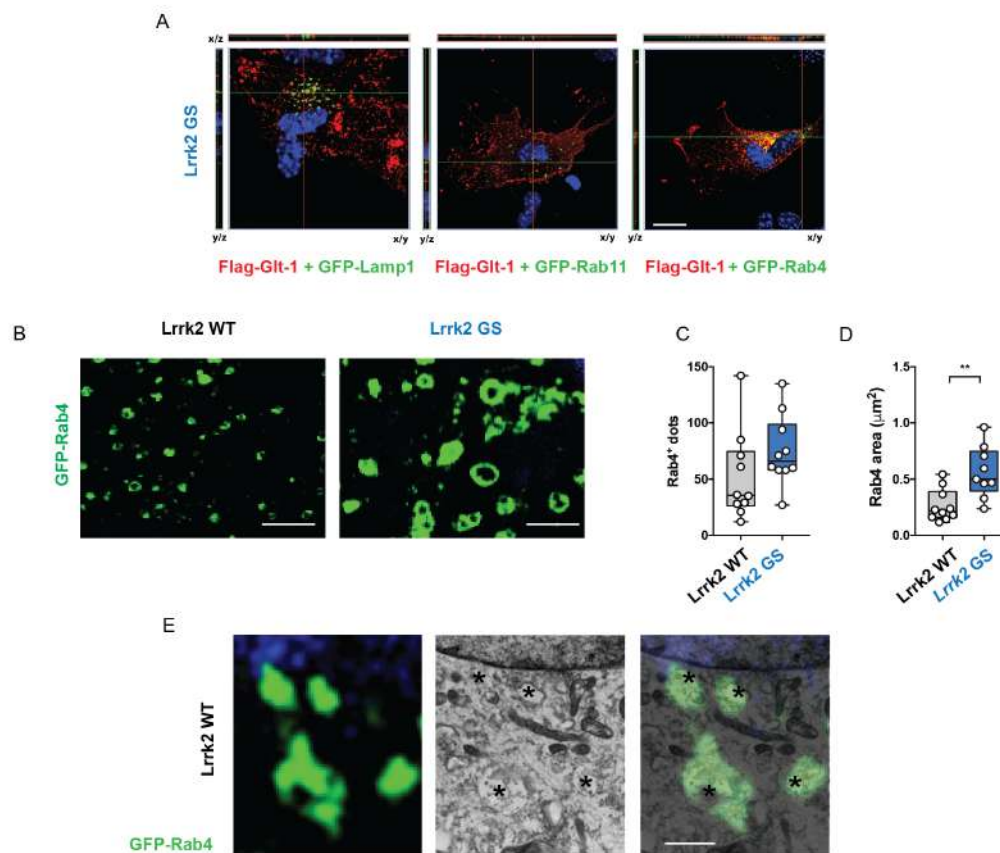 A
x/z
Lrrk2 GS
y/z
x/y
y/z
x/y
y/z
x/y
Flag-Glt-1 + GFP-Lamp1
Flag-Glt-1 + GFP-Rab11
Flag-Glt-1 + GFP-Rab4
B
Lrrk2 WT
Lrrk2 GS
GFP-Rab4
C
Rab4⁺ dots
150
100
50
0
Lrrk2 WT
Lrrk2 GS
D
Rab4 area (μm²)
1.5
1.0
0.5
0.0
**
Lrrk2 WT
Lrrk2 GS
E
Lrrk2 WT
GFP-Rab4
* *
* *
* *
* *